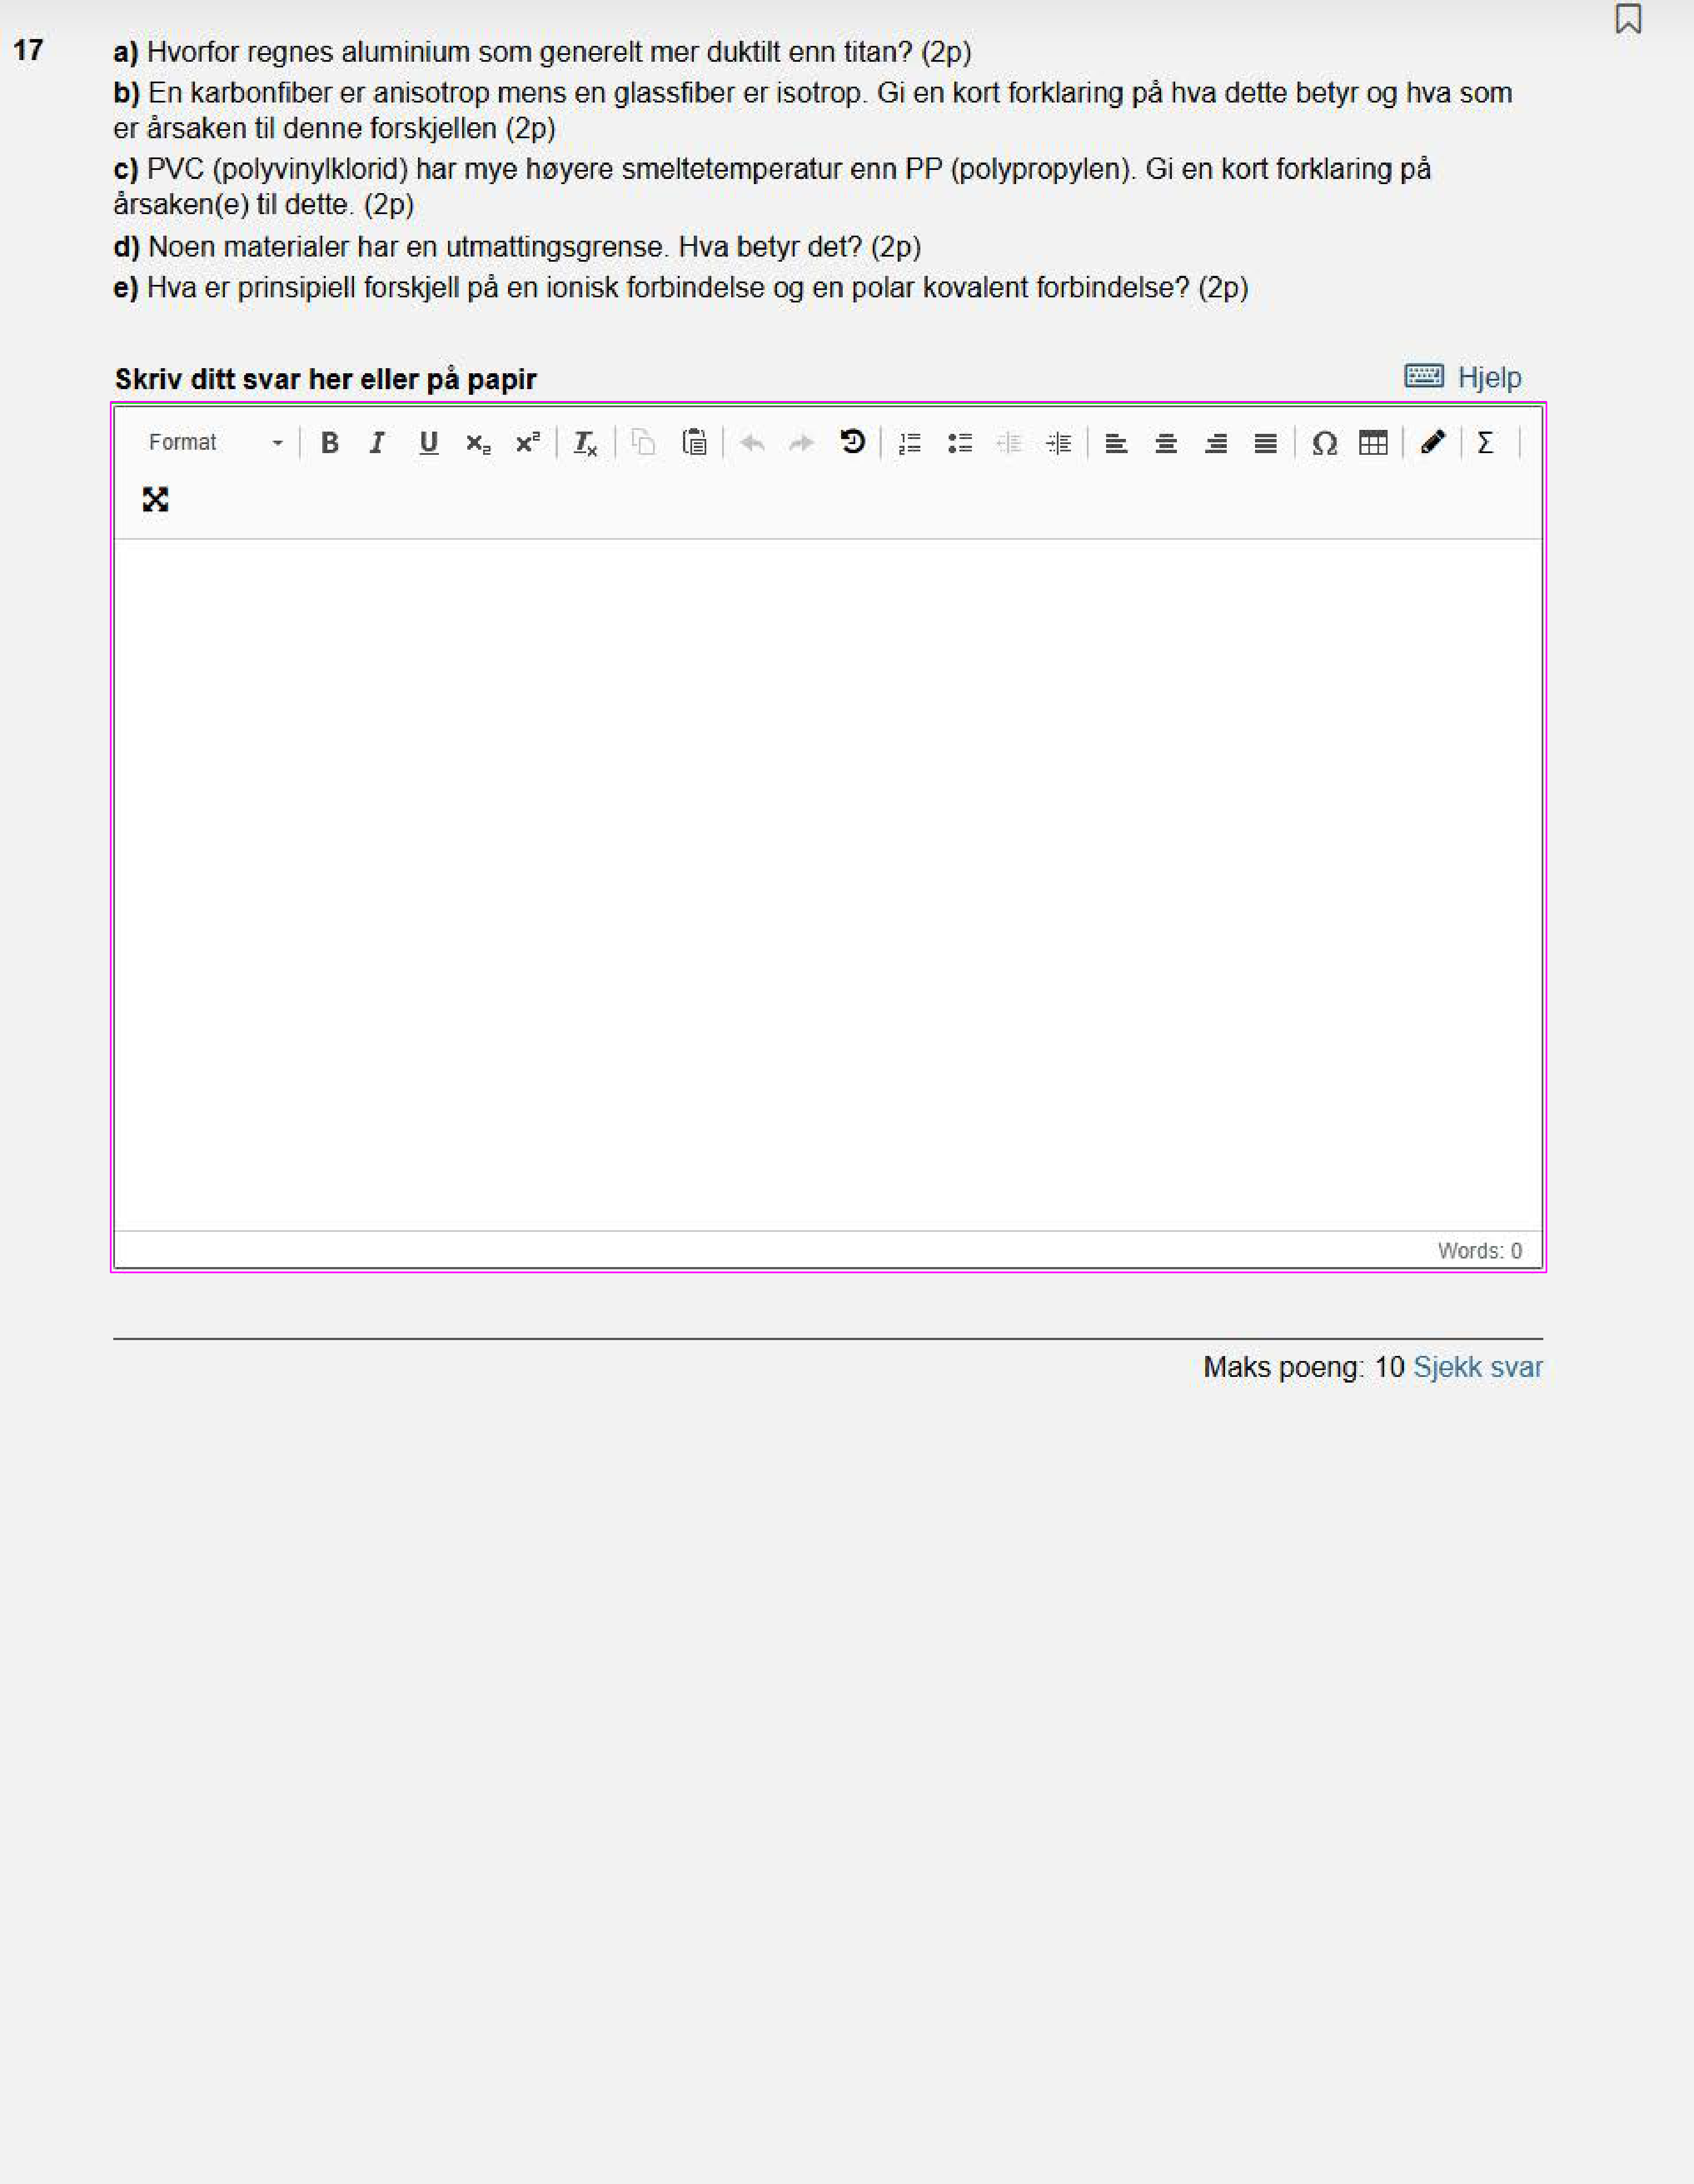 17
a) Hvorfor regnes aluminium som generelt mer duktilt enn titan? (2p)
b) En karbonfiber er anisotrop mens en glassfiber er isotrop. Gi en kort forklaring på hva dette betyr og hva som
er årsaken til denne forskjellen (2p)
c) PVC (polyvinylklorid) har mye høyere smeltetemperatur enn PP (polypropylen). Gi en kort forklaring på
årsaken(e) til dette. (2p)
d) Noen materialer har en utmattingsgrense. Hva betyr det? (2p)
e) Hva er prinsipiell forskjell på en ionisk forbindelse og en polar kovalent forbindelse? (2p)
Skriv ditt svar her eller på papir
Hjelp
Format B I U x₂ x² Tx Ω Σ
Words: 0
Maks poeng: 10 Sjekk svar